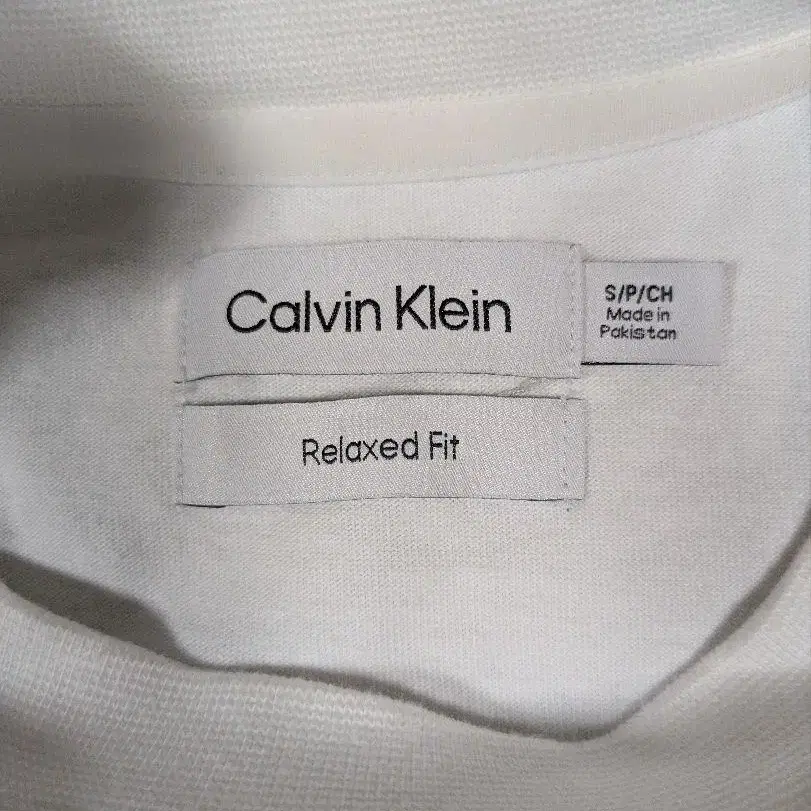 Calvin Klein
S/P/CH
Made in
Pakistan
Relaxed Fit